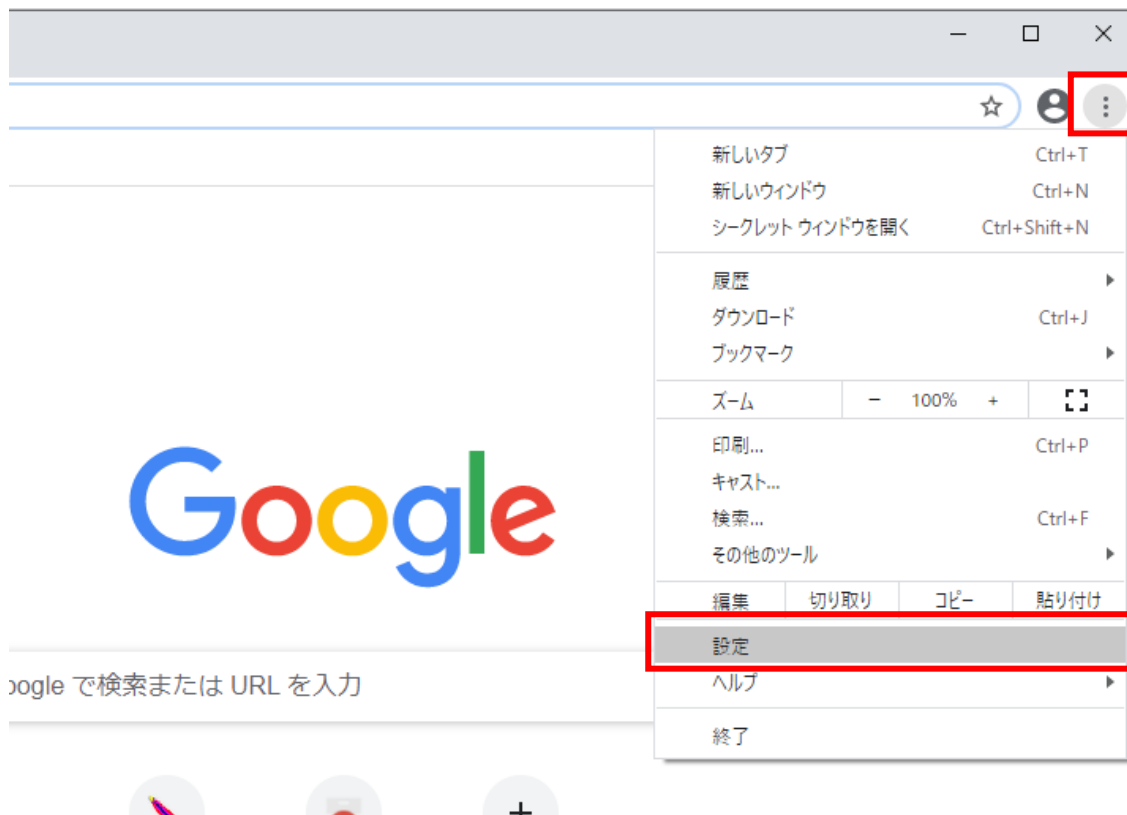 新しいタブ Ctrl+T
新しいウィンドウ Ctrl+N
シークレット ウィンドウを開く Ctrl+Shift+N
履歴
ダウンロード Ctrl+J
ブックマーク
ズーム － 100% +
印刷... Ctrl+P
キャスト...
検索... Ctrl+F
その他のツール
編集 切り取り コピー 貼り付け
Google
設定
oogle で検索または URL を入力
ヘルプ
終了